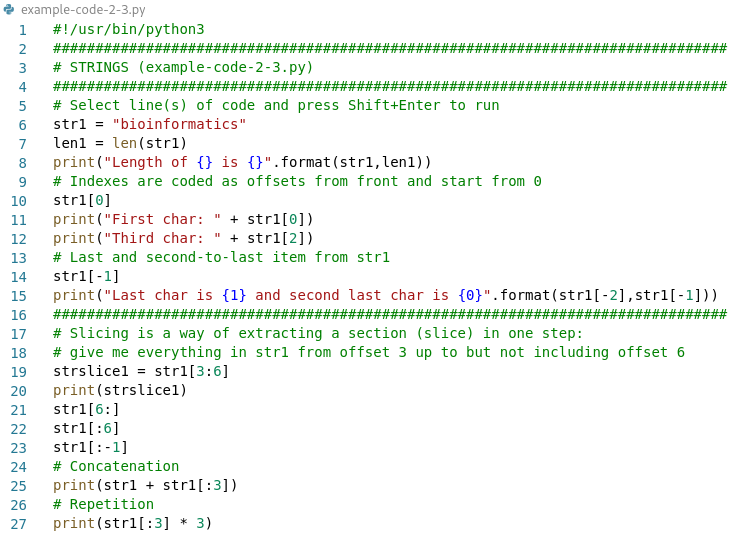 example-code-2-3.py
1 #!/usr/bin/python3
2 ################################################################################
3 # STRINGS (example-code-2-3.py)
4 ################################################################################
5 # Select line(s) of code and press Shift+Enter to run
6 str1 = "bioinformatics"
7 len1 = len(str1)
8 print("Length of {} is {}".format(str1,len1))
9 # Indexes are coded as offsets from front and start from 0
10 str1[0]
11 print("First char: " + str1[0])
12 print("Third char: " + str1[2])
13 # Last and second-to-last item from str1
14 str1[-1]
15 print("Last char is {1} and second last char is {0}".format(str1[-2],str1[-1]))
16 ################################################################################
17 # Slicing is a way of extracting a section (slice) in one step:
18 # give me everything in str1 from offset 3 up to but not including offset 6
19 strslice1 = str1[3:6]
20 print(strslice1)
21 str1[6:]
22 str1[:6]
23 str1[:-1]
24 # Concatenation
25 print(str1 + str1[:3])
26 # Repetition
27 print(str1[:3] * 3)